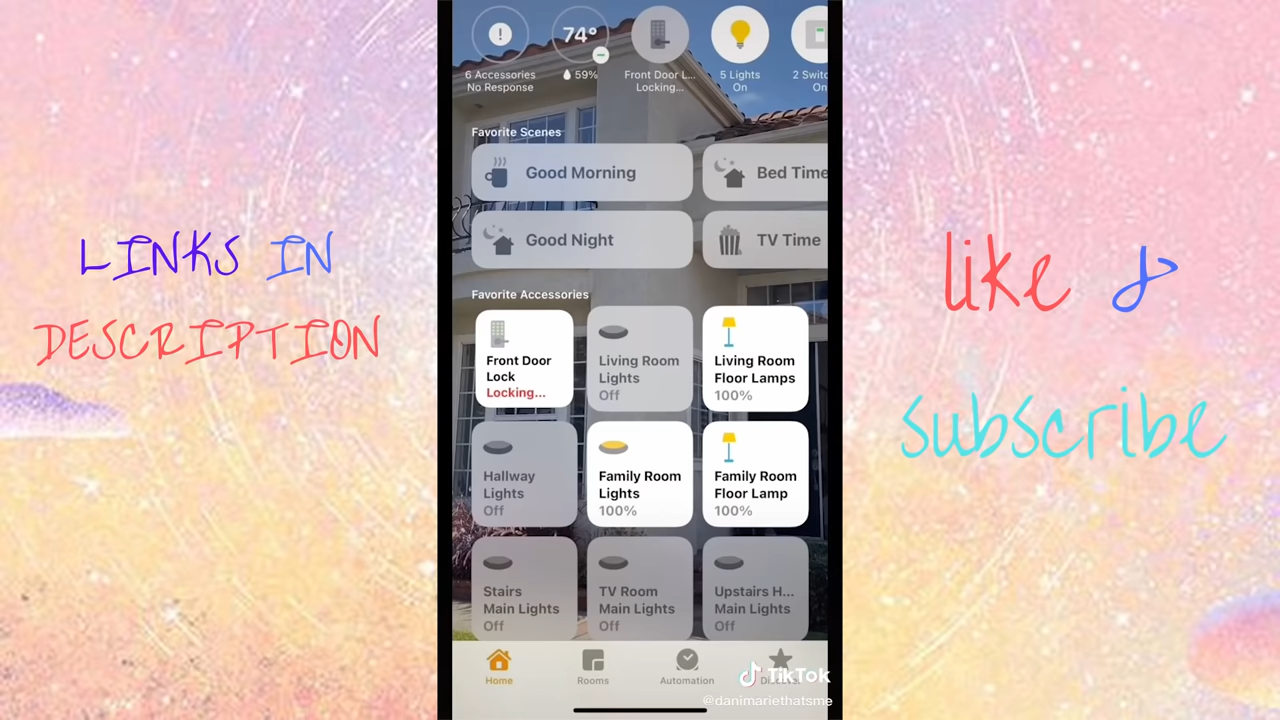 LINKS IN
DESCRIPTION
like &
subscribe
74°
6 Accessories
No Response
59%
Front Door L...
Locking...
5 Lights
On
2 Switc
On
Favorite Scenes
Good Morning
Bed Time
Good Night
TV Time
Favorite Accessories
Front Door
Lock
Locking...
Living Room
Lights
Off
Living Room
Floor Lamps
100%
Hallway
Lights
Off
Family Room
Lights
100%
Family Room
Floor Lamp
100%
Stairs
Main Lights
Off
TV Room
Main Lights
Off
Upstairs H...
Main Lights
Off
Home
Rooms
Automation
TikTok
@danimariethatsme